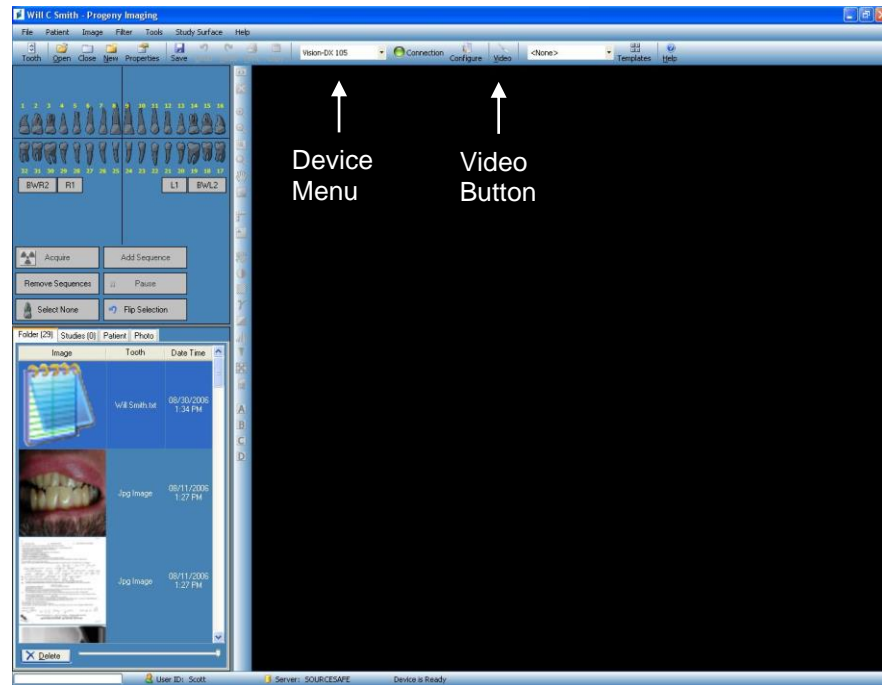 Will C Smith - Progeny Imaging
File Patient Image Filter Tools Study Surface Help
Tooth Open Close New Properties Save Vision-DX 105 Connection Configure Video <None> Templates Help
Device
Menu
Video
Button
1 2 3 4 5 6 7 8 9 10 11 12 13 14 15 16
32 31 30 29 28 27 26 25 24 23 22 21 20 19 18 17
BWR2 R1 L1 BWL2
Acquire Add Sequence
Remove Sequences Pause
Select None Flip Selection
Folder (29) Studies (0) Patient Photo
Image Tooth Date Time
Will Smith.txt 08/30/2006
1:34 PM
Jpg Image 08/11/2006
1:27 PM
Jpg Image 08/11/2006
1:27 PM
A
B
C
D
Delete
User ID: Scott Server: SOURCESAFE Device is Ready